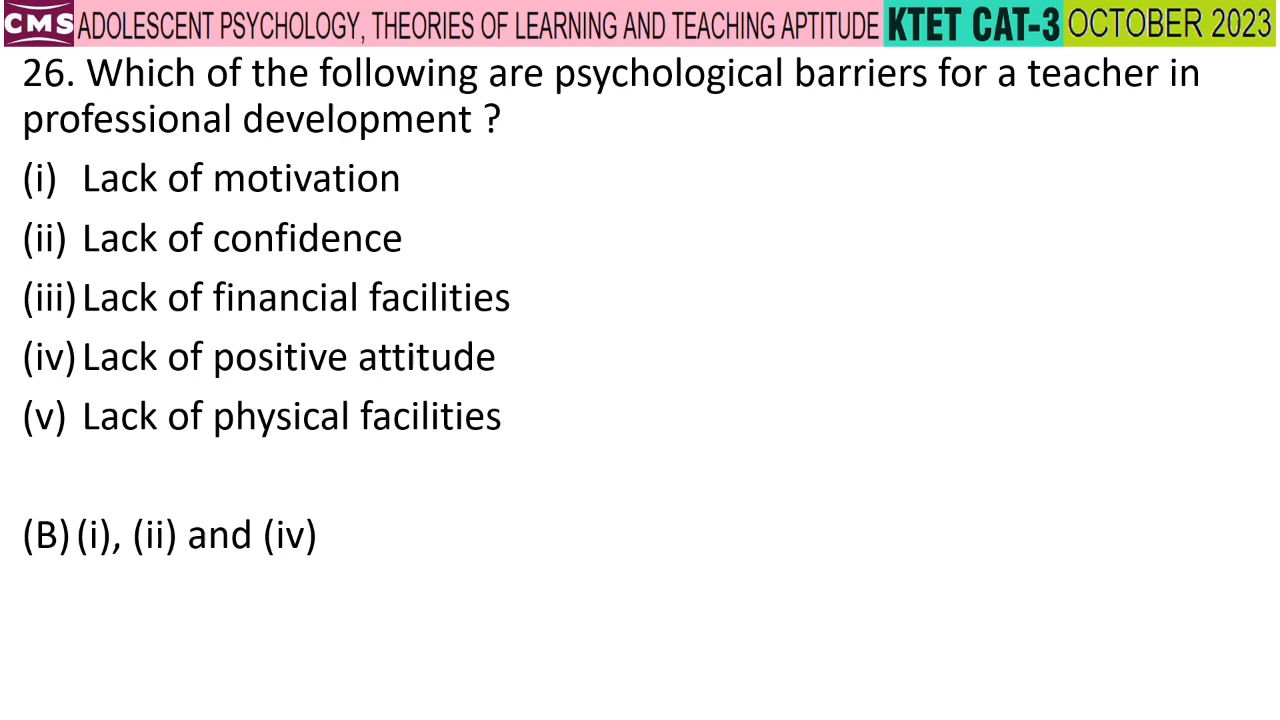 CMS ADOLESCENT PSYCHOLOGY, THEORIES OF LEARNING AND TEACHING APTITUDE KTET CAT-3 OCTOBER 2023
26. Which of the following are psychological barriers for a teacher in
professional development ?
(i) Lack of motivation
(ii) Lack of confidence
(iii) Lack of financial facilities
(iv) Lack of positive attitude
(v) Lack of physical facilities
(B) (i), (ii) and (iv)